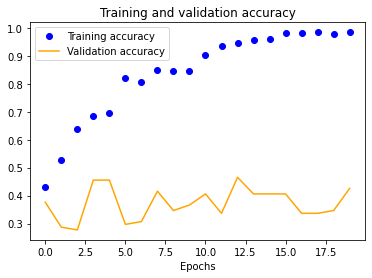 Training and validation accuracy
Training accuracy
Validation accuracy
1.0
0.9
0.8
0.7
0.6
0.5
0.4
0.3
0.0 2.5 5.0 7.5 10.0 12.5 15.0 17.5
Epochs